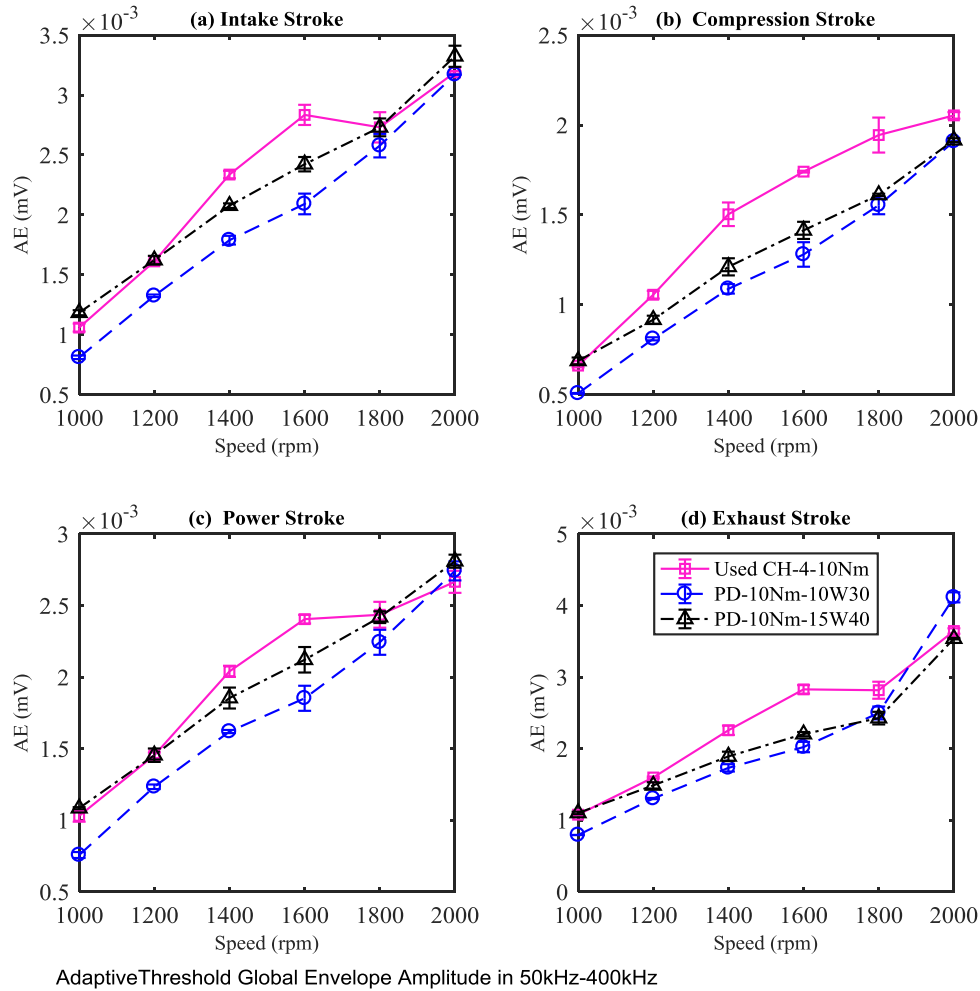 ×10⁻³ (a) Intake Stroke
3.5
3
2.5
2
1.5
1
0.5
AE (mV)
1000 1200 1400 1600 1800 2000
Speed (rpm)
×10⁻³ (b) Compression Stroke
2.5
2
1.5
1
0.5
AE (mV)
1000 1200 1400 1600 1800 2000
Speed (rpm)
×10⁻³ (c) Power Stroke
3
2.5
2
1.5
1
0.5
AE (mV)
1000 1200 1400 1600 1800 2000
Speed (rpm)
×10⁻³ (d) Exhaust Stroke
5
4
3
2
1
0
AE (mV)
Used CH-4-10Nm
PD-10Nm-10W30
PD-10Nm-15W40
1000 1200 1400 1600 1800 2000
Speed (rpm)
AdaptiveThreshold Global Envelope Amplitude in 50kHz-400kHz